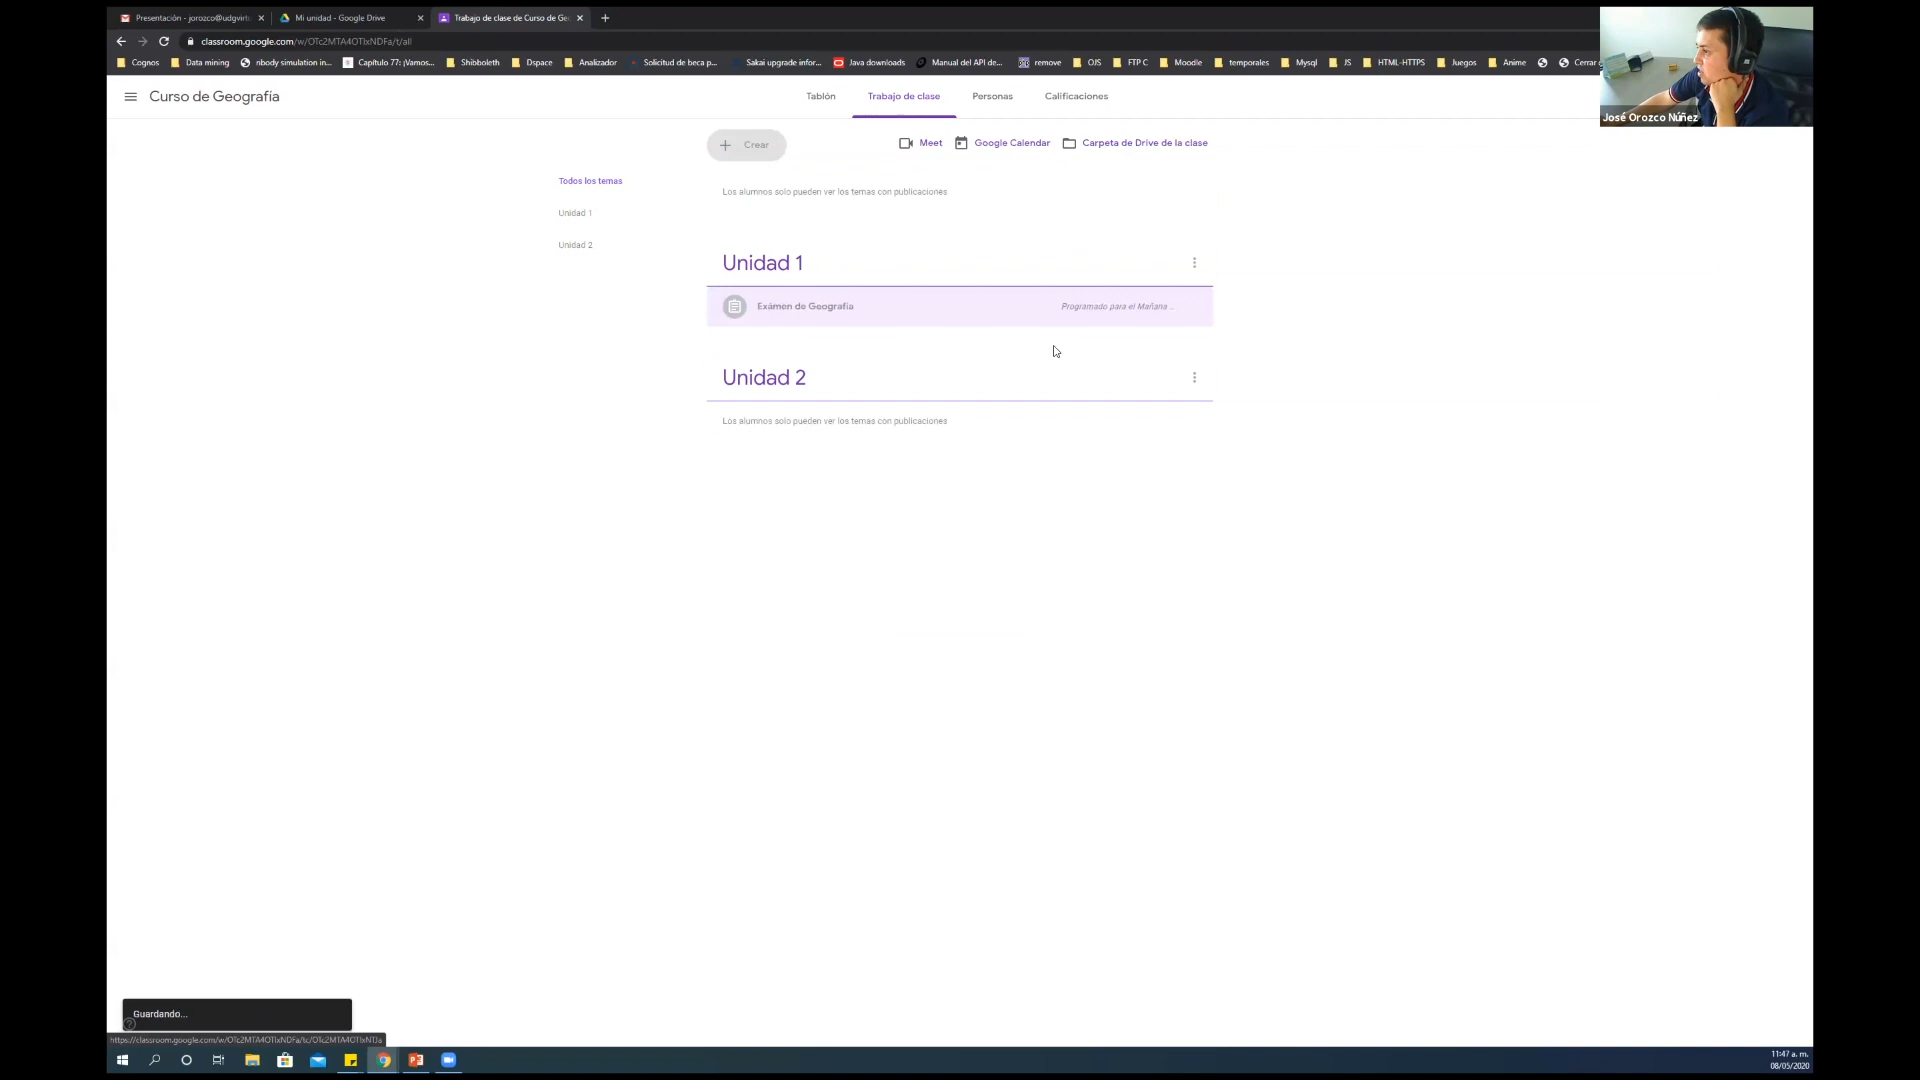 Presentación - jorozco@udgvirtu
Mi unidad - Google Drive
Trabajo de clase de Curso de Geo
classroom.google.com/w/OTc2MTA4OTIxNDFa/t/all
Cognos
Data mining
nbody simulation in...
Capítulo 77: ¡Vamos...
Shibboleth
Dspace
Analizador
Solicitud de beca p...
Sakai upgrade infor...
Java downloads
Manual del API de...
remove
OJS
FTP C
Moodle
temporales
Mysql
JS
HTML-HTTPS
Juegos
Anime
Cerrar
José Orozco Núñez
Curso de Geografía
Tablón
Trabajo de clase
Personas
Calificaciones
Crear
Meet
Google Calendar
Carpeta de Drive de la clase
Todos los temas
Unidad 1
Unidad 2
Los alumnos solo pueden ver los temas con publicaciones
Unidad 1
Exámen de Geografía
Programado para el Mañana ...
Unidad 2
Los alumnos solo pueden ver los temas con publicaciones
Guardando...
11:47 a. m.
08/05/2020